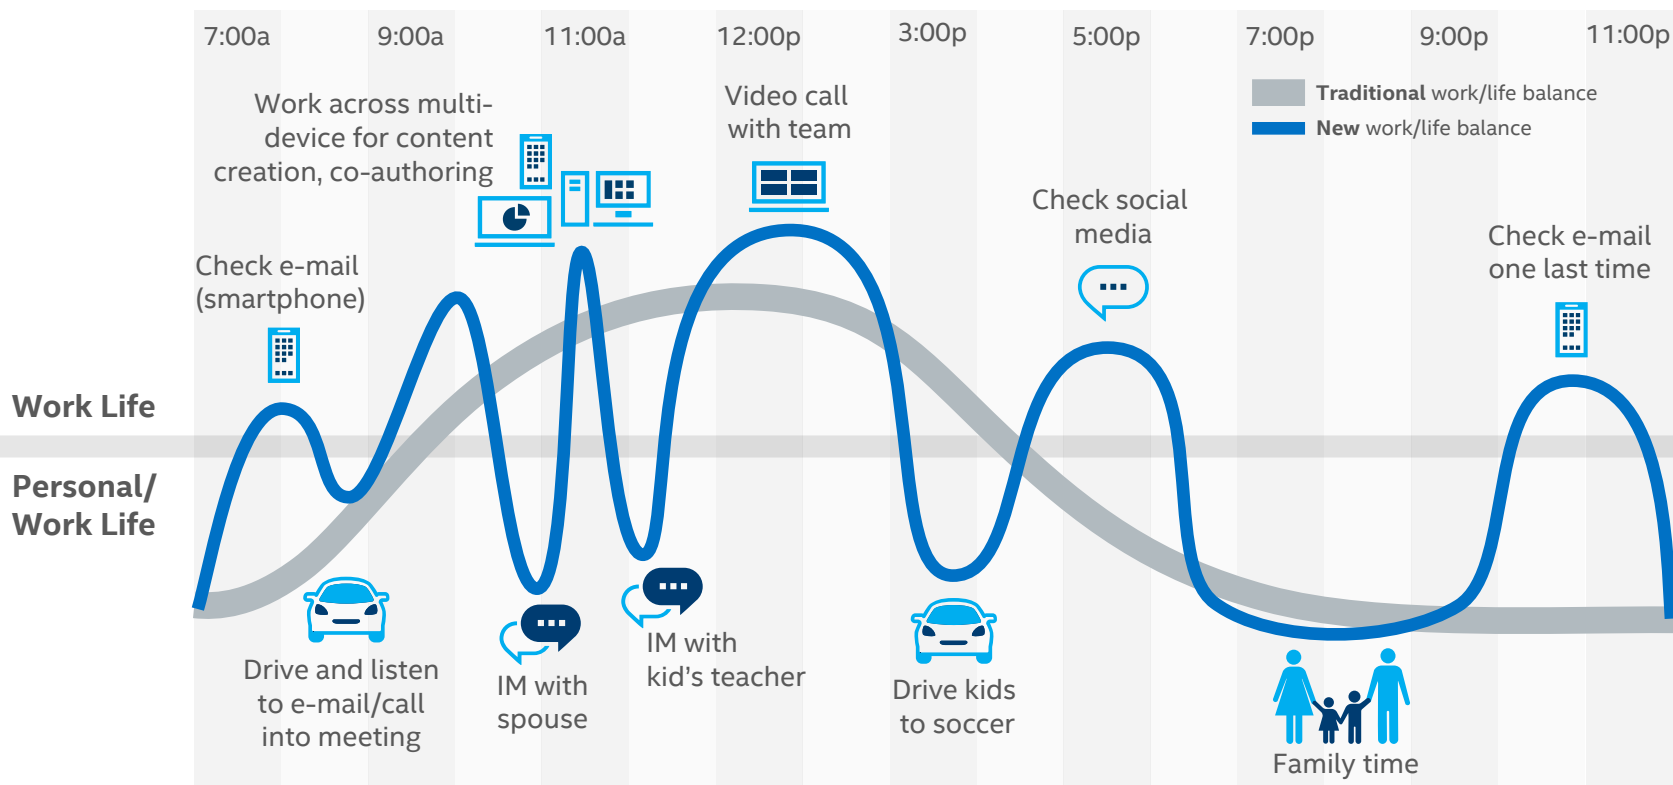 7:00a
9:00a
11:00a
12:00p
3:00p
5:00p
7:00p
9:00p
11:00p
Traditional work/life balance
New work/life balance
Work across multi-
device for content
creation, co-authoring
Video call
with team
Check social
media
Check e-mail
one last time
Check e-mail
(smartphone)
Work Life
Personal/
Work Life
Drive and listen
to e-mail/call
into meeting
IM with
spouse
IM with
kid’s teacher
Drive kids
to soccer
Family time